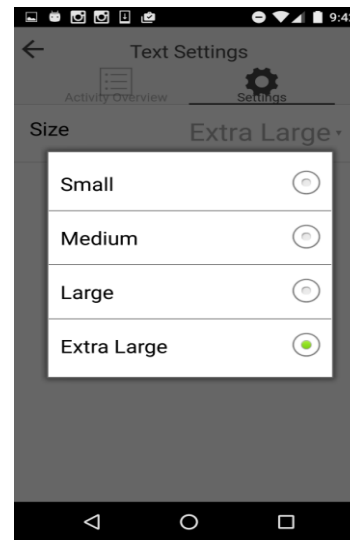 9:4
Text Settings
Activity Overview
Settings
Size
Extra Large
Small
Medium
Large
Extra Large